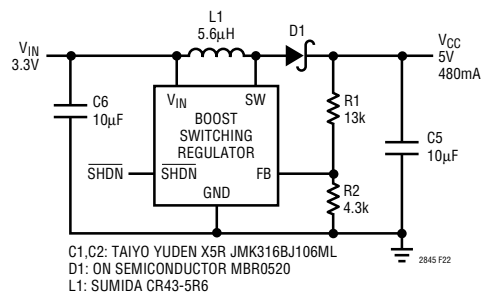 L1
5.6µH
D1
VIN
3.3V
VCC
5V
480mA
C6
10µF
VIN
SW
BOOST
SWITCHING
REGULATOR
R1
13k
C5
10µF
SHDN
SHDN
FB
GND
R2
4.3k
2845 F22
C1,C2: TAIYO YUDEN X5R JMK316BJ106ML
D1: ON SEMICONDUCTOR MBR0520
L1: SUMIDA CR43-5R6